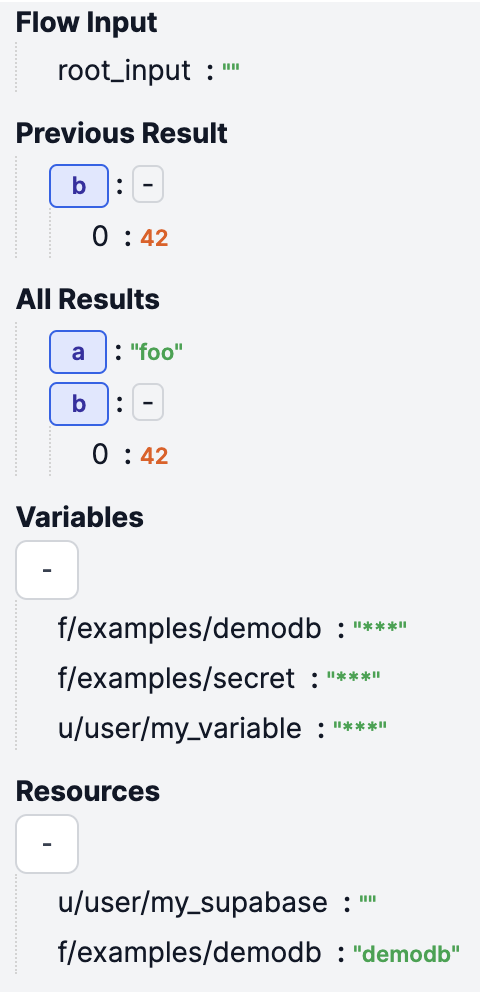 Flow Input
root_input : ""
Previous Result
b : -
0 : 42
All Results
a : "foo"
b : -
0 : 42
Variables
-
f/examples/demodb : "***"
f/examples/secret : "***"
u/user/my_variable : "***"
Resources
-
u/user/my_supabase : ""
f/examples/demodb : "demodb"